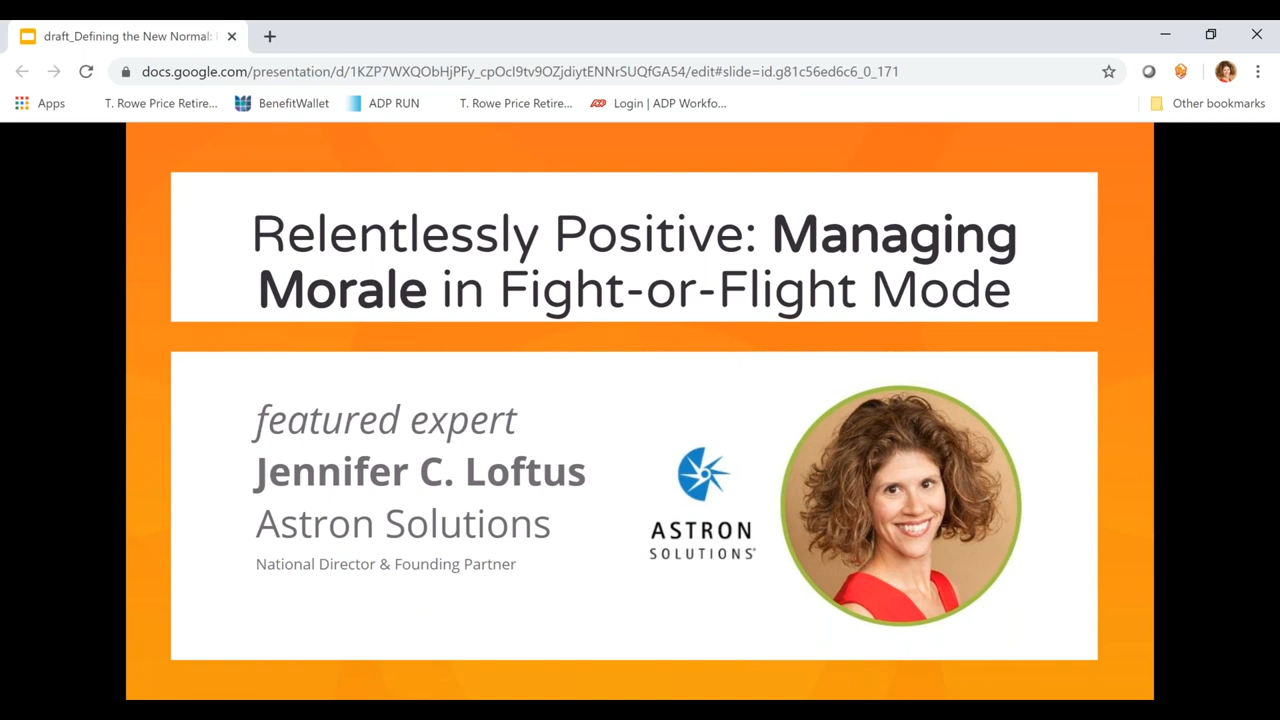 draft_Defining the New Normal:
docs.google.com/presentation/d/1KZP7WXQObHjPFy_cpOcl9tv9OZjdiytENNrSUQfGA54/edit#slide=id.g81c56ed6c6_0_171
Apps T. Rowe Price Retire... BenefitWallet ADP RUN T. Rowe Price Retire... Login | ADP Workfo... Other bookmarks
Relentlessly Positive: Managing
Morale in Fight-or-Flight Mode
featured expert
Jennifer C. Loftus
Astron Solutions
National Director & Founding Partner
ASTRON
SOLUTIONS